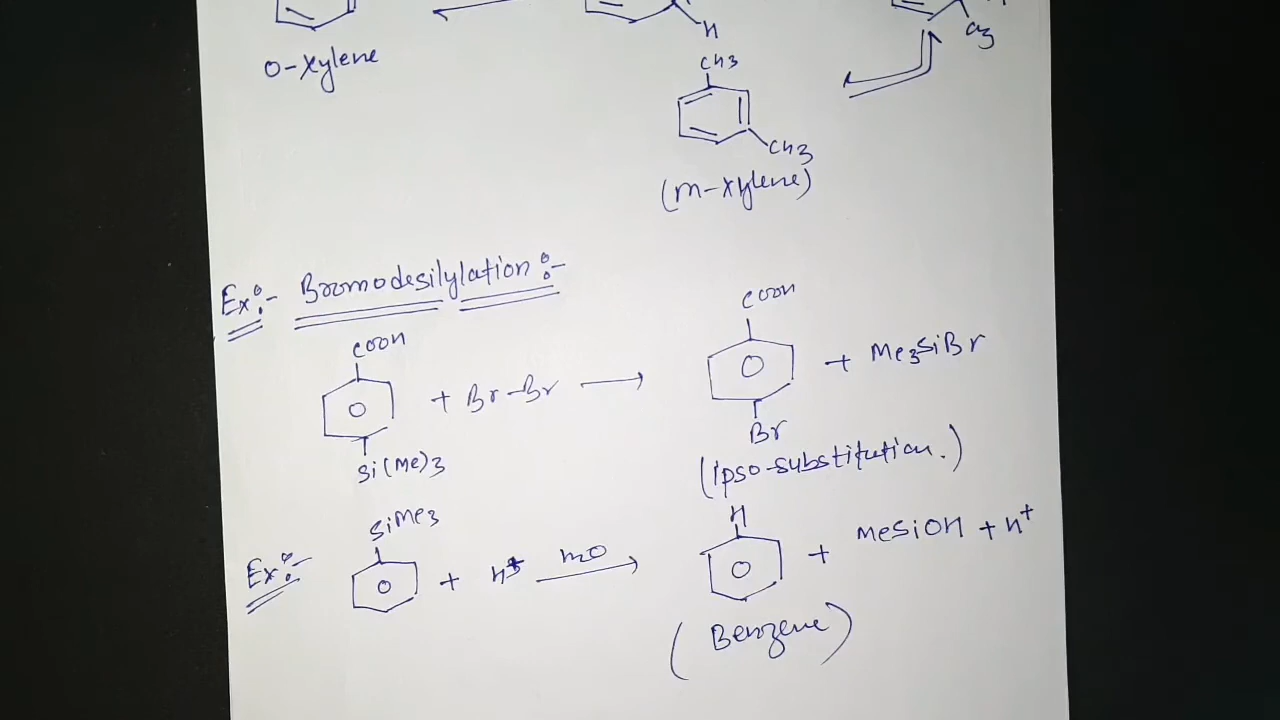 H
CH3
O-Xylene
CH3
CH3
(m-xylene)
Ex:- Bromodesilylation:-
COOH
COOH
+ Br-Br → + Me3SiBr
Si(Me)3
Br
(ipso-substitution.)
SiMe3
H
Ex:- + H+ H2O → + MeSiOH + H+
(Benzene)